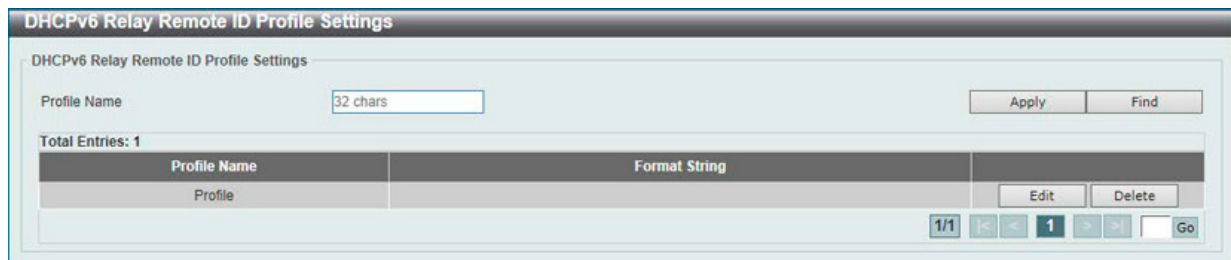 DHCPv6 Relay Remote ID Profile Settings
DHCPv6 Relay Remote ID Profile Settings
Profile Name 32 chars Apply Find
Total Entries: 1
Profile Name Format String
Profile Edit Delete
1/1 |< < 1 > >| Go